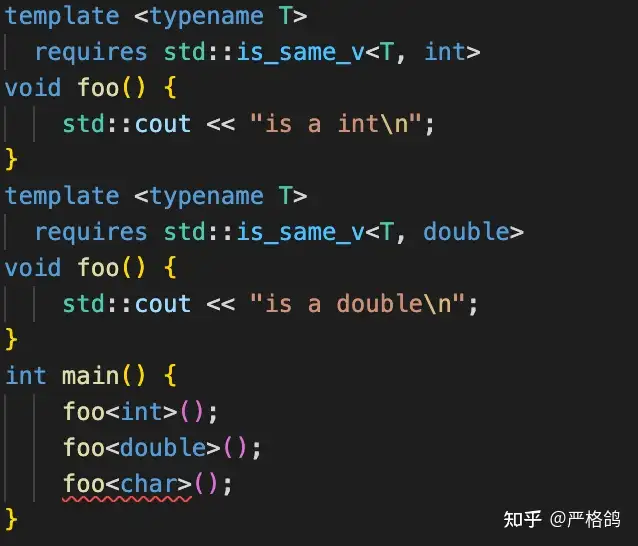 template <typename T>
  requires std::is_same_v<T, int>
void foo() {
    std::cout << "is a int\n";
}
template <typename T>
  requires std::is_same_v<T, double>
void foo() {
    std::cout << "is a double\n";
}
int main() {
    foo<int>();
    foo<double>();
    foo<char>();
}
知乎 @严格鸽